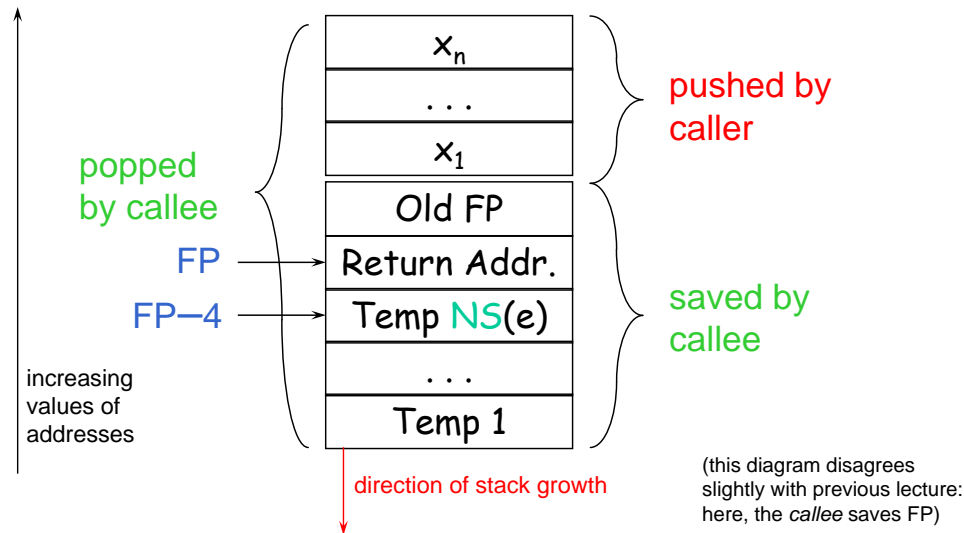 xₙ
. . .
x₁
pushed by
caller
popped
by callee
Old FP
FP
Return Addr.
FP—4
Temp NS(e)
saved by
callee
. . .
Temp 1
increasing
values of
addresses
direction of stack growth
(this diagram disagrees
slightly with previous lecture:
here, the callee saves FP)